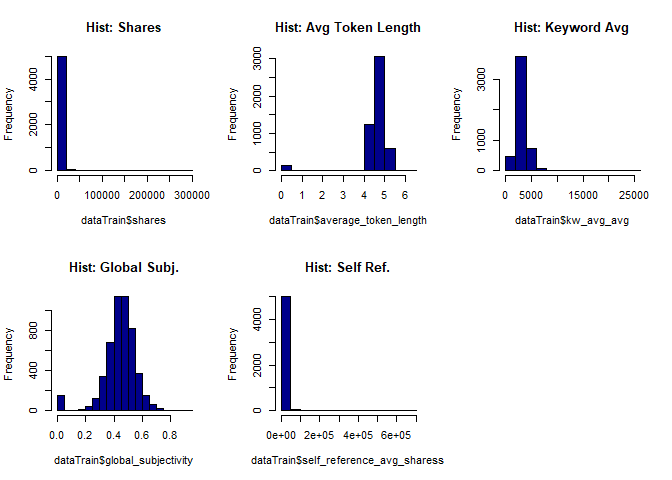 Hist: Shares
Frequency
0 2000 4000
0 100000 200000 300000
dataTrain$shares
Hist: Avg Token Length
Frequency
0 1000 3000
0 1 2 3 4 5 6
dataTrain$average_token_length
Hist: Keyword Avg
Frequency
0 1000 3000
0 5000 15000 25000
dataTrain$kw_avg_avg
Hist: Global Subj.
Frequency
0 400 800
0.0 0.2 0.4 0.6 0.8
dataTrain$global_subjectivity
Hist: Self Ref.
Frequency
0 2000 4000
0e+00 2e+05 4e+05 6e+05
dataTrain$self_reference_avg_sharess